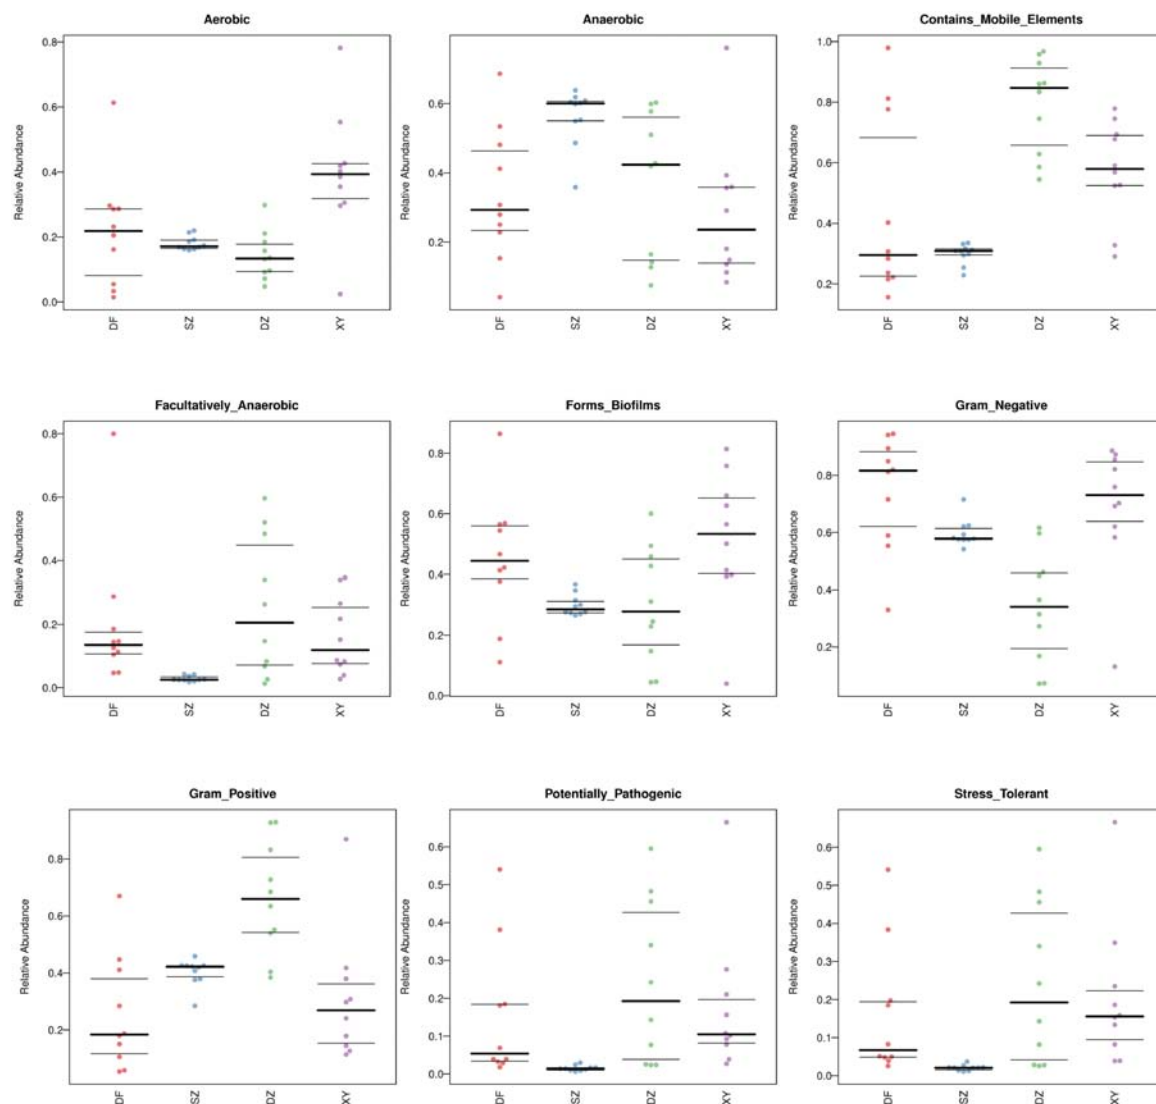 Aerobic
Relative Abundance
0.8
0.6
0.4
0.2
0.0
DF
SZ
DZ
XY
Anaerobic
Relative Abundance
0.6
0.4
0.2
DF
SZ
DZ
XY
Contains_Mobile_Elements
Relative Abundance
1.0
0.8
0.6
0.4
0.2
DF
SZ
DZ
XY
Facultatively_Anaerobic
Relative Abundance
0.8
0.6
0.4
0.2
0.0
DF
SZ
DZ
XY
Forms_Biofilms
Relative Abundance
0.8
0.6
0.4
0.2
0.0
DF
SZ
DZ
XY
Gram_Negative
Relative Abundance
0.8
0.6
0.4
0.2
DF
SZ
DZ
XY
Gram_Positive
Relative Abundance
0.8
0.6
0.4
0.2
DF
SZ
DZ
XY
Potentially_Pathogenic
Relative Abundance
0.6
0.5
0.4
0.3
0.2
0.1
0.0
DF
SZ
DZ
XY
Stress_Tolerant
Relative Abundance
0.6
0.5
0.4
0.3
0.2
0.1
0.0
DF
SZ
DZ
XY